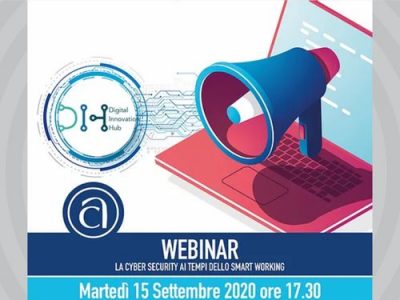 Digital
Innovation
Hub
WEBINAR
LA CYBER SECURITY AI TEMPI DELLO SMART WORKING
Martedì 15 Settembre 2020 ore 17.30